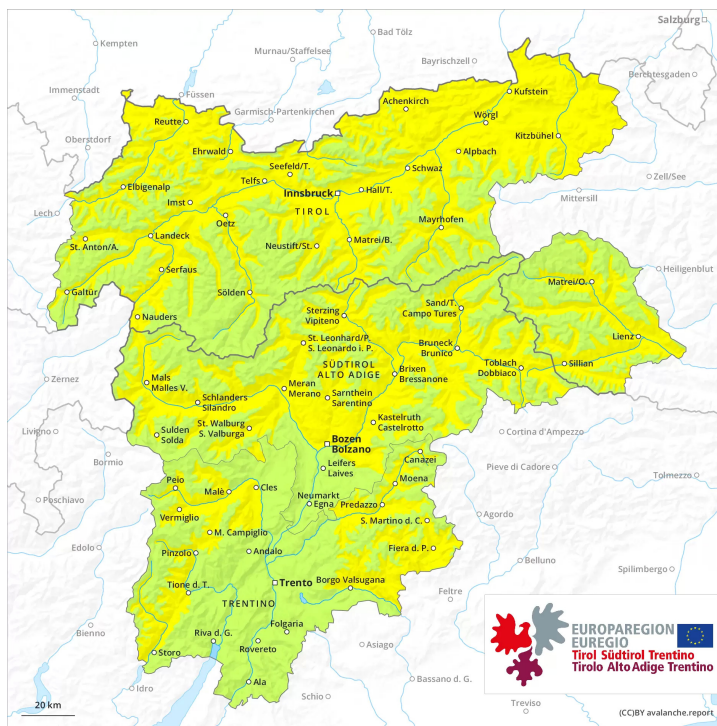 Salzburg
Kempten
Bad Tölz
Murnau/Staffelsee
Bayrischzell
Berchtesgaden
Immenstadt
Füssen
Garmisch-Partenkirchen
Achenkirch
Kufstein
Reutte
Wörgl
Oberstdorf
Ehrwald
Kitzbühel
Seefeld/T.
Alpbach
Telfs
Schwaz
Zell/See
Elbigenalp
Innsbruck
Hall/T.
Mittersill
Imst
TIROL
Lech
Oetz
Mayrhofen
St. Anton/A.
Landeck
Neustift/St.
Matrei/B.
Serfaus
Heiligenblut
Galtür
Sölden
Matrei/O.
Nauders
Sterzing
Vipiteno
Sand/T.
Campo Tures
Lienz
St. Leonhard/P.
S. Leonardo i. P.
Bruneck
Brunico
Sillian
Zernez
SÜDTIROL
ALTO ADIGE
Brixen
Bressanone
Toblach
Dobbiaco
Mals
Malles V.
Meran
Merano
Sarnthein
Sarentino
Schlanders
Silandro
Kastelruth
Castelrotto
St. Walburg
S. Valburga
Livigno
Sulden
Solda
Bozen
Bolzano
Cortina d'Ampezzo
Bormio
Leifers
Laives
Canazei
Pieve di Cadore
Tolmezzo
Peio
Moena
Malè
Cles
Neumarkt
Egna
Predazzo
Poschiavo
Vermiglio
Agordo
S. Martino d. C.
M. Campiglio
Edolo
Pinzolo
Andalo
Fiera d. P.
Belluno
Spilimbergo
Tione d. T.
Trento
Borgo Valsugana
Feltre
TRENTINO
Bienno
Riva d. G.
Folgaria
Rovereto
Asiago
Storo
Bassano d. G.
Idro
Ala
Schio
Treviso
EUROPAREGION
EUREGIO
Tirol Südtirol Trentino
Tirolo Alto Adige Trentino
20 km
(CC)BY avalanche.report